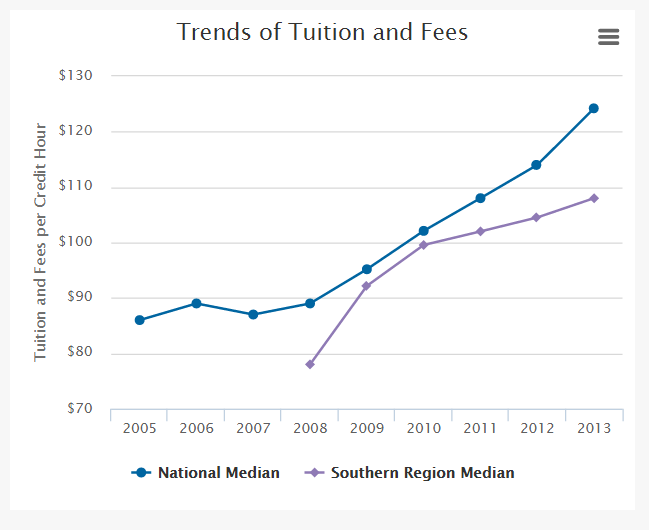 Trends of Tuition and Fees
Tuition and Fees per Credit Hour
$130
$120
$110
$100
$90
$80
$70
2005 2006 2007 2008 2009 2010 2011 2012 2013
National Median Southern Region Median